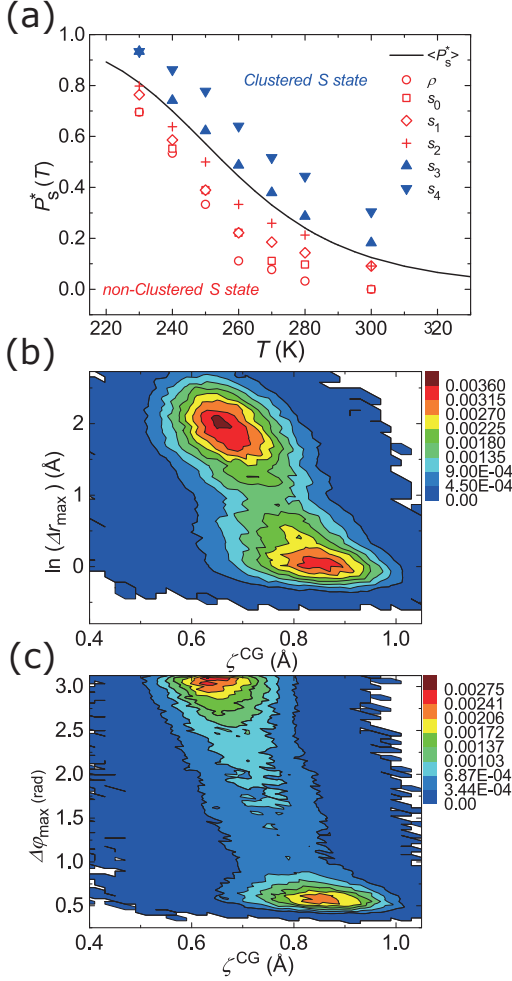 (a)
P*s(T)
1.0
0.8
0.6
0.4
0.2
0.0
Clustered S state
non-Clustered S state
<P*s>
ρ
s0
s1
s2
s3
s4
220 240 260 280 300 320
T (K)
(b)
ln (Δrmax) (Å)
2
1
0
0.00360
0.00315
0.00270
0.00225
0.00180
0.00135
9.00E-04
4.50E-04
0.00
0.4 0.6 0.8 1.0
ζCG (Å)
(c)
Δφmax (rad)
3.0
2.5
2.0
1.5
1.0
0.5
0.00275
0.00241
0.00206
0.00172
0.00137
0.00103
6.87E-04
3.44E-04
0.00
0.4 0.6 0.8 1.0
ζCG (Å)